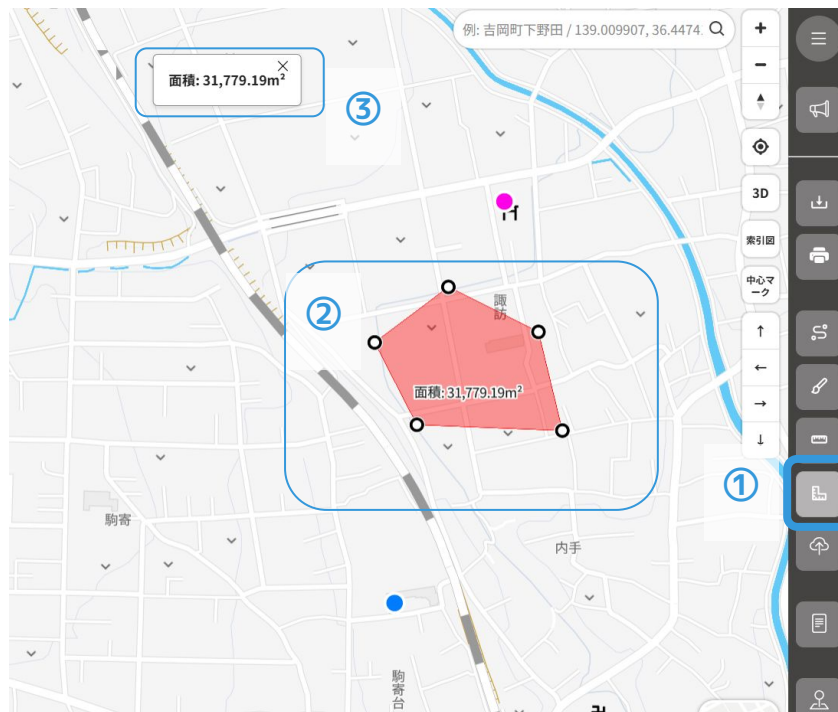 例: 吉岡町下野田 / 139.009907, 36.4474
面積: 31,779.19m²
③
3D
索引図
中心マ
ーク
②
諏訪
面積: 31,779.19m²
①
駒寄
内手
駒寄台